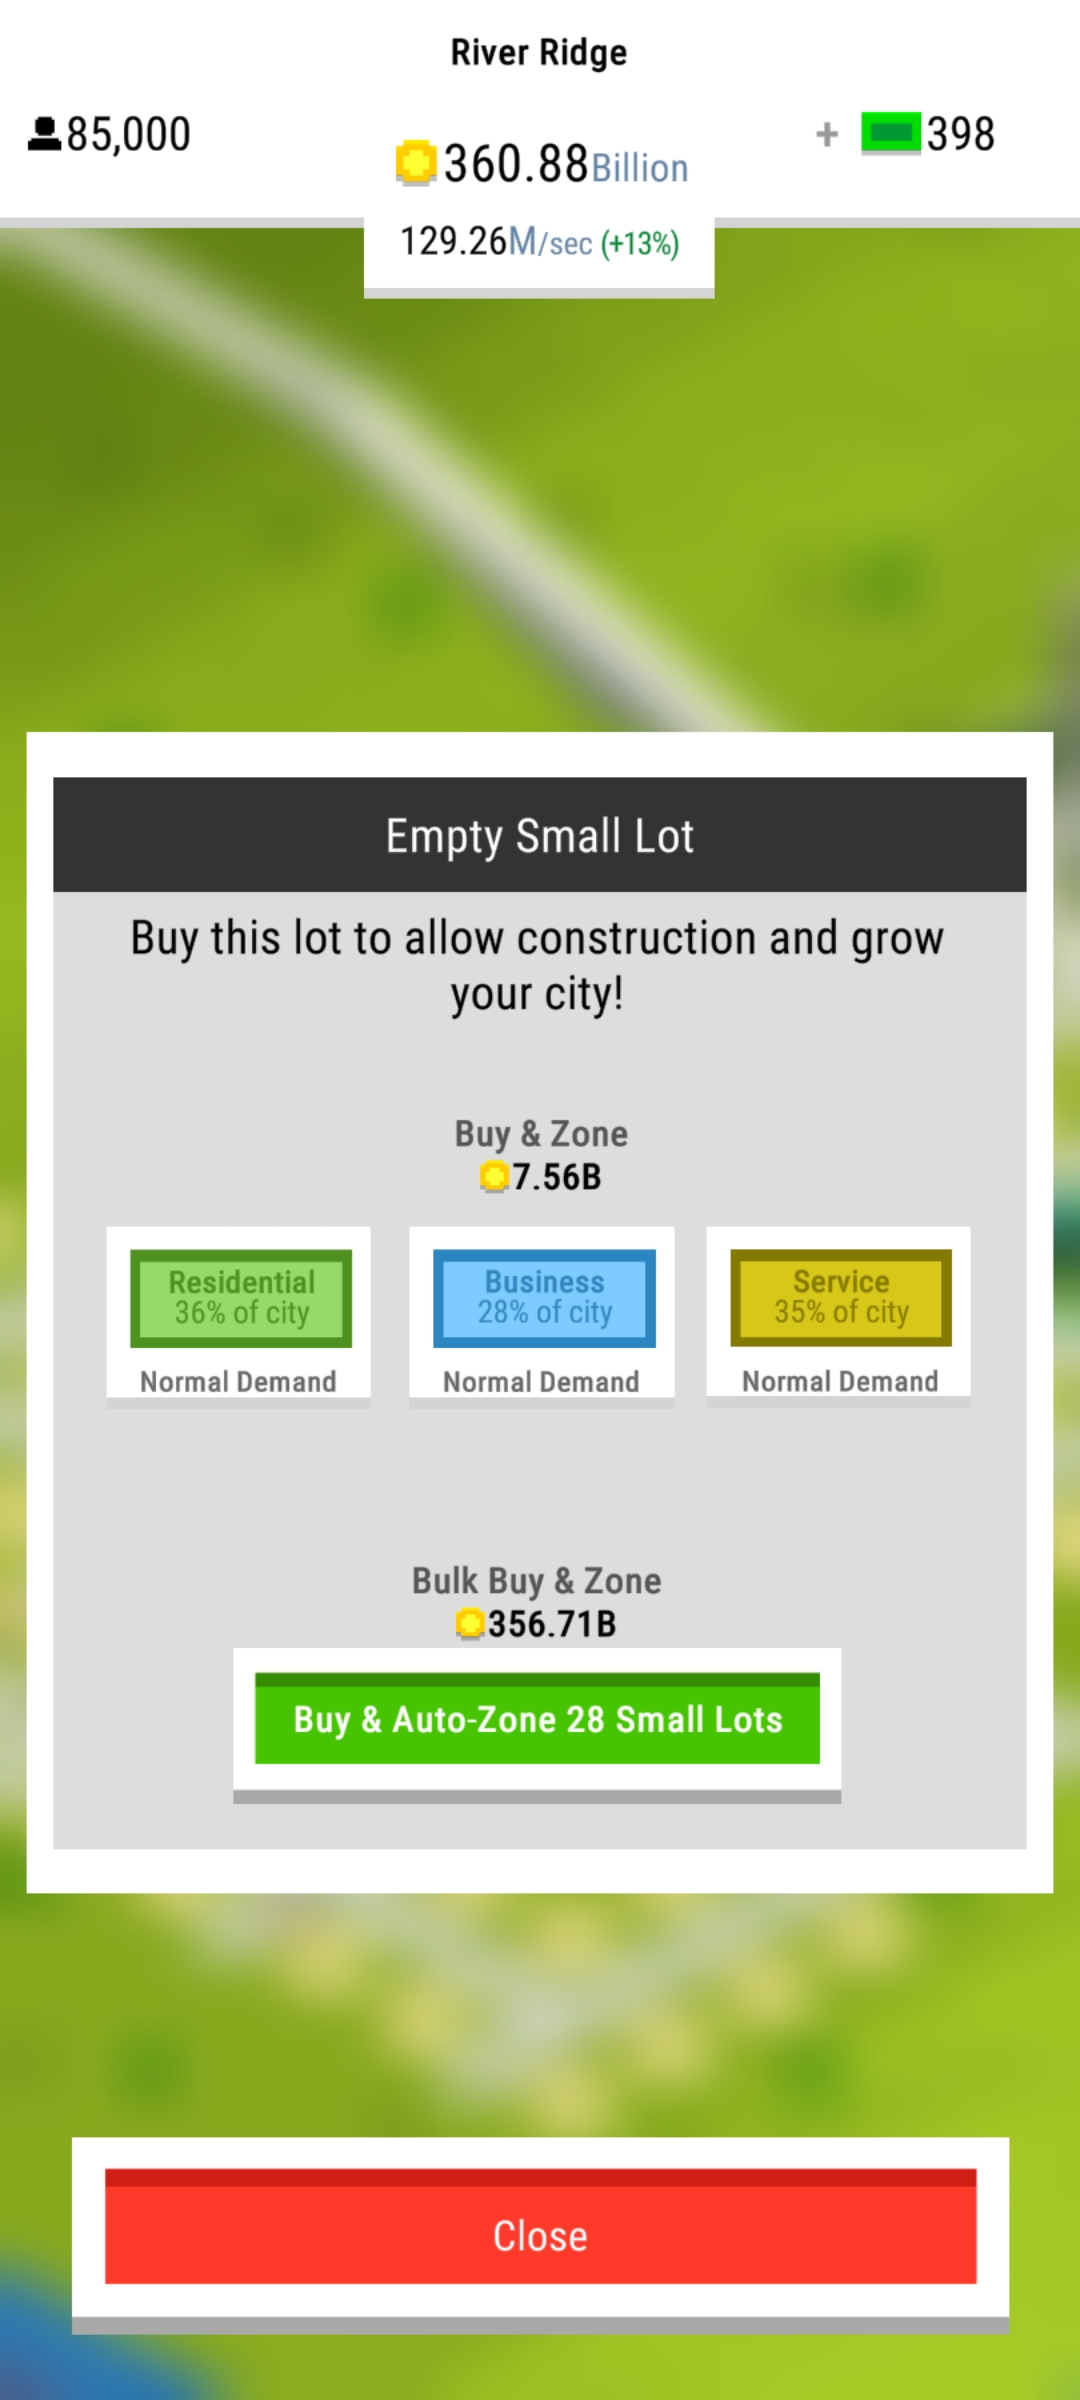 River Ridge
85,000
+ 398
360.88Billion
129.26M/sec (+13%)
Empty Small Lot
Buy this lot to allow construction and grow
your city!
Buy & Zone
7.56B
Residential
36% of city
Normal Demand
Business
28% of city
Normal Demand
Service
35% of city
Normal Demand
Bulk Buy & Zone
356.71B
Buy & Auto-Zone 28 Small Lots
Close